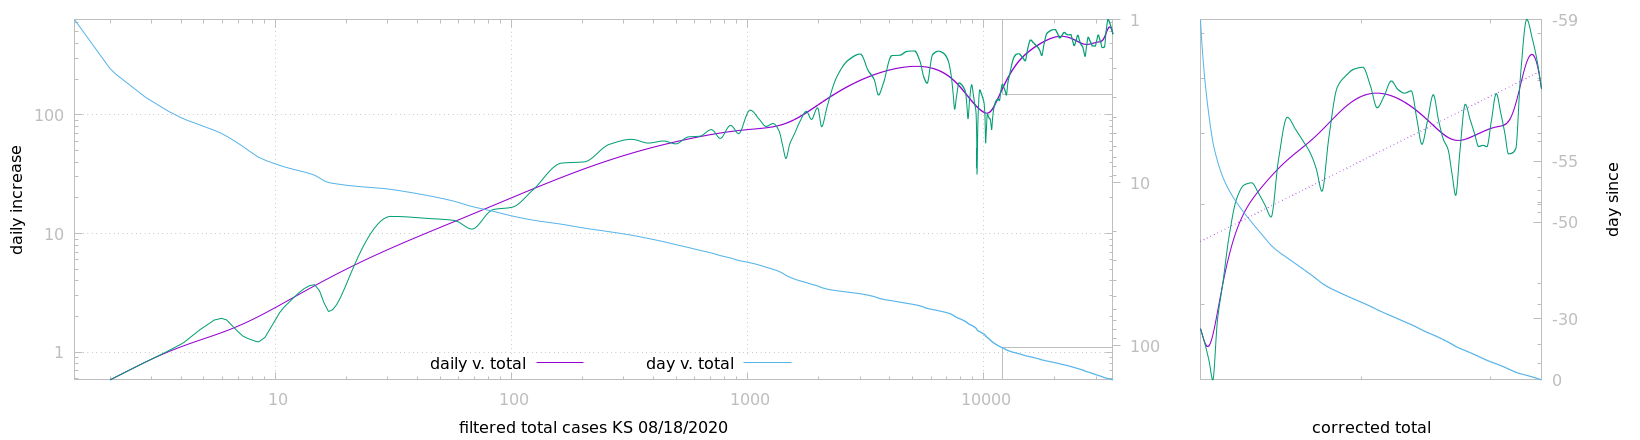 daily increase
100
10
1
10
100
1000
10000
1
10
100
daily v. total
day v. total
filtered total cases KS 08/18/2020
-59
-55
-50
-30
0
day since
corrected total